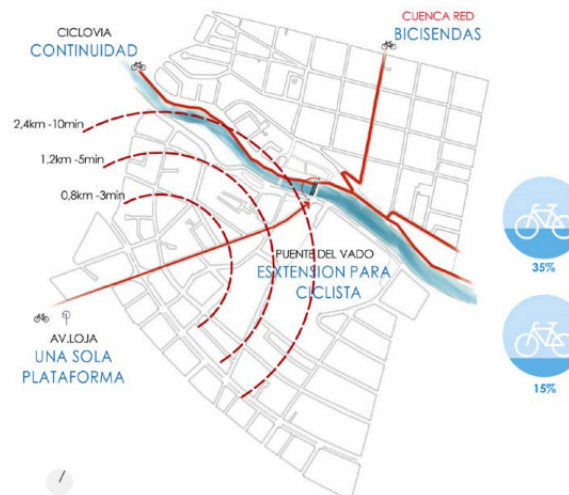 CUENCA RED
BICISENDAS
CICLOVIA
CONTINUIDAD
2,4km -10min
1,2km -5min
0,8km -3min
PUENTE DEL VADO
ESXTENSION PARA
CICLISTA
35%
15%
AV.LOJA
UNA SOLA
PLATAFORMA